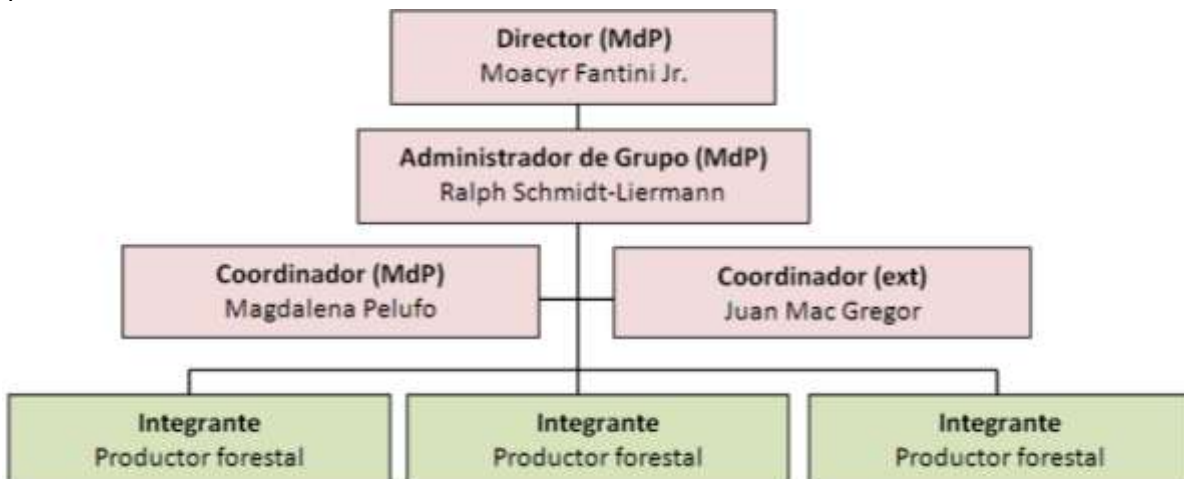 Director (MdP)
Moacyr Fantini Jr.
Administrador de Grupo (MdP)
Ralph Schmidt-Liermann
Coordinador (MdP)
Magdalena Pelufo
Coordinador (ext)
Juan Mac Gregor
Integrante
Productor forestal
Integrante
Productor forestal
Integrante
Productor forestal